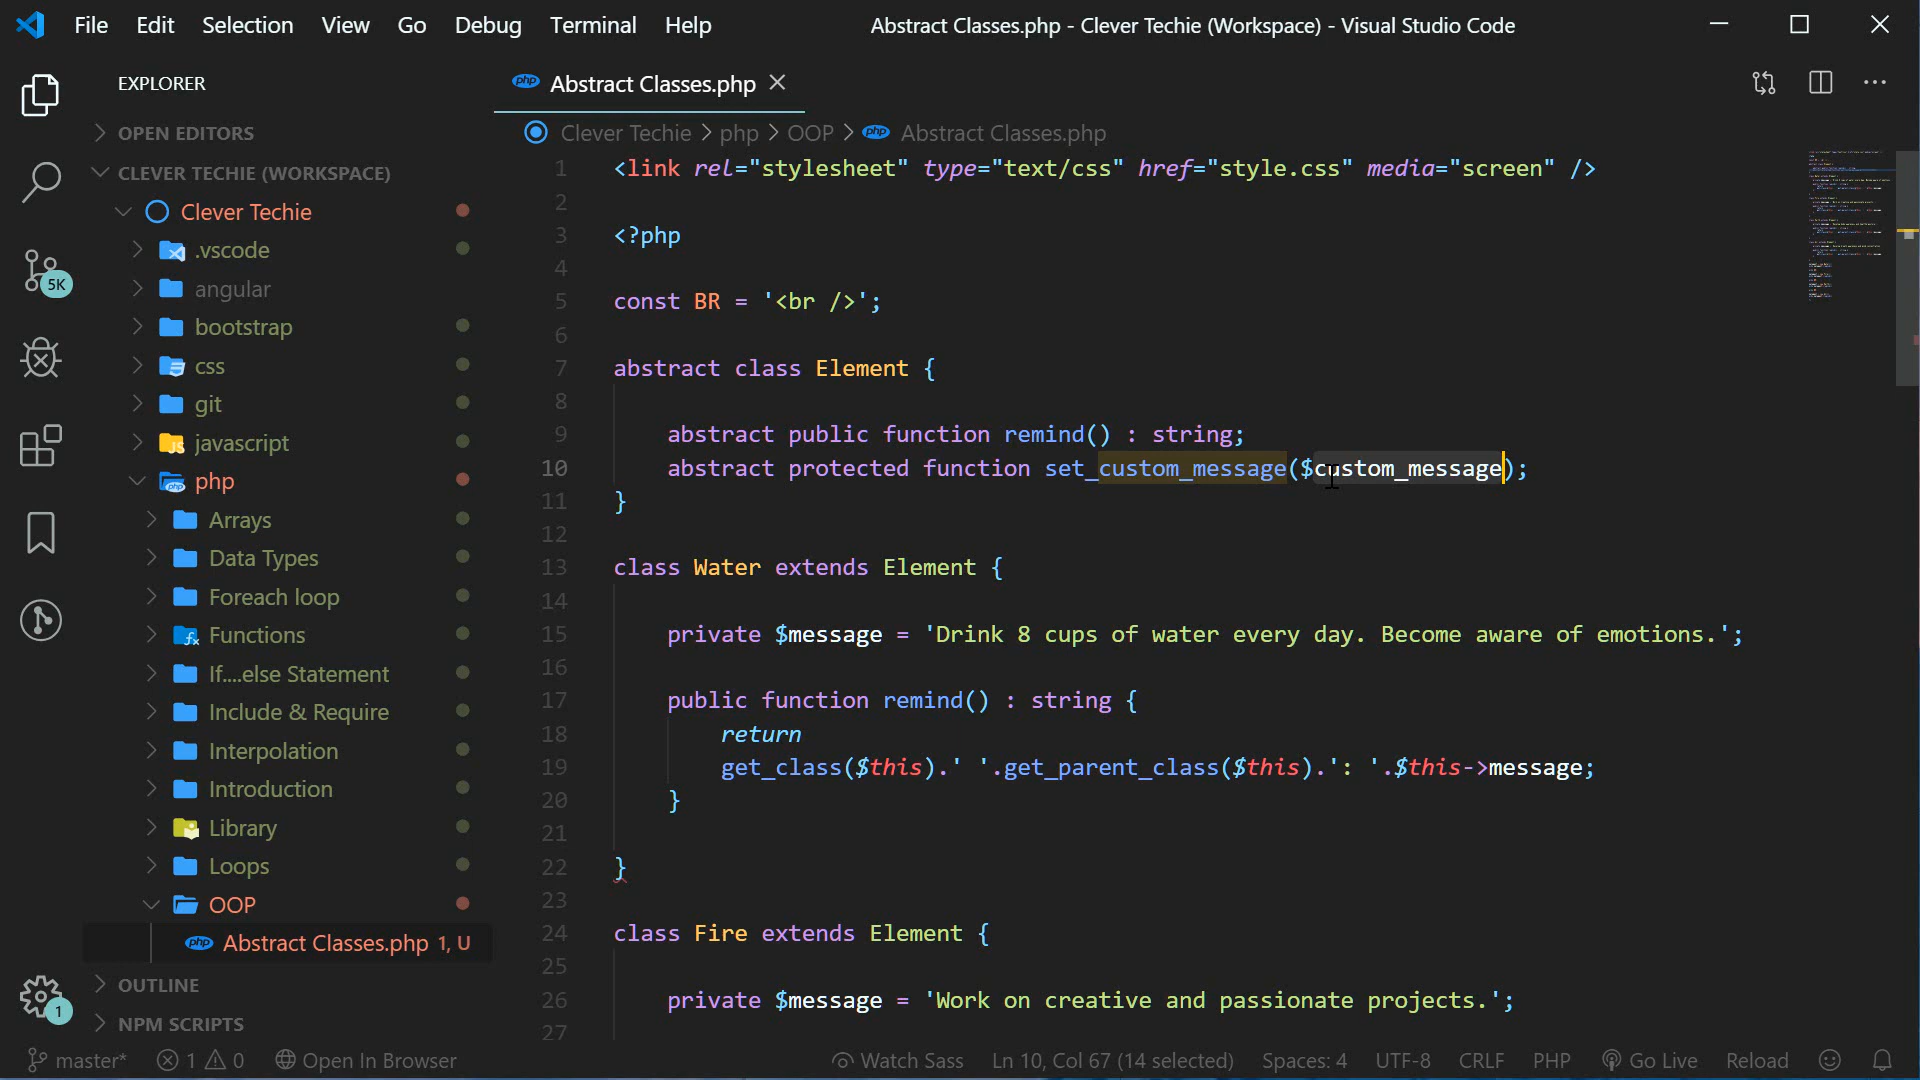 File Edit Selection View Go Debug Terminal Help
Abstract Classes.php - Clever Techie (Workspace) - Visual Studio Code
EXPLORER
OPEN EDITORS
CLEVER TECHIE (WORKSPACE)
Clever Techie
.vscode
angular
bootstrap
css
git
javascript
php
Arrays
Data Types
Foreach loop
Functions
If....else Statement
Include & Require
Interpolation
Introduction
Library
Loops
OOP
Abstract Classes.php 1, U
OUTLINE
NPM SCRIPTS
5K
1
php Abstract Classes.php
Clever Techie > php > OOP > php Abstract Classes.php
1 <link rel="stylesheet" type="text/css" href="style.css" media="screen" />
2
3 <?php
4
5 const BR = '<br />';
6
7 abstract class Element {
8
9 abstract public function remind() : string;
10 abstract protected function set_custom_message($custom_message);
11 }
12
13 class Water extends Element {
14
15 private $message = 'Drink 8 cups of water every day. Become aware of emotions.';
16
17 public function remind() : string {
18 return
19 get_class($this).' '.get_parent_class($this).': '.$this->message;
20 }
21
22 }
23
24 class Fire extends Element {
25
26 private $message = 'Work on creative and passionate projects.';
27
master* 1 0 Open In Browser Watch Sass Ln 10, Col 67 (14 selected) Spaces: 4 UTF-8 CRLF PHP Go Live Reload